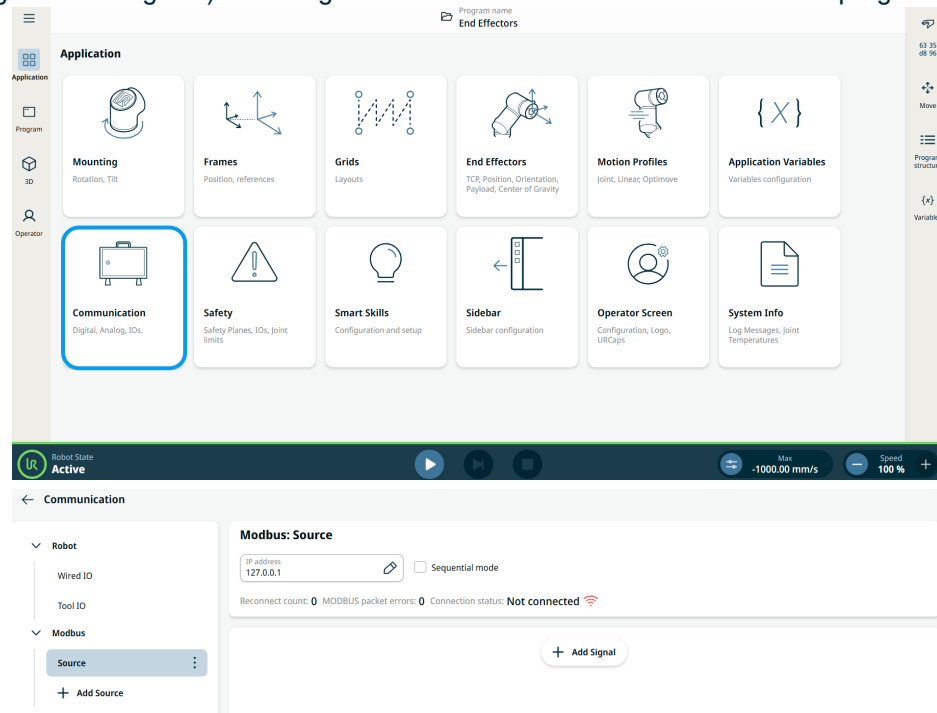 Program name
End Effectors
Application
63 35
d8 96
Application
Move
Program
Mounting
Rotation, Tilt
Frames
Position, references
Grids
Layouts
End Effectors
TCP, Position, Orientation,
Payload, Center of Gravity
Motion Profiles
Joint, Linear, Optimove
Application Variables
Variables configuration
3D
Operator
Communication
Digital, Analog, IOs.
Safety
Safety Planes, IOs, Joint
limits
Smart Skills
Configuration and setup
Sidebar
Sidebar configuration
Operator Screen
Configuration, Logo,
URCaps
System Info
Log Messages, Joint
Temperatures
Robot State
Active
Max
-1000.00 mm/s
Speed
100 %
Communication
Robot
Wired IO
Tool IO
Modbus
Source
+ Add Source
Modbus: Source
IP address
127.0.0.1
Sequential mode
Reconnect count: 0 MODBUS packet errors: 0 Connection status: Not connected
+ Add Signal